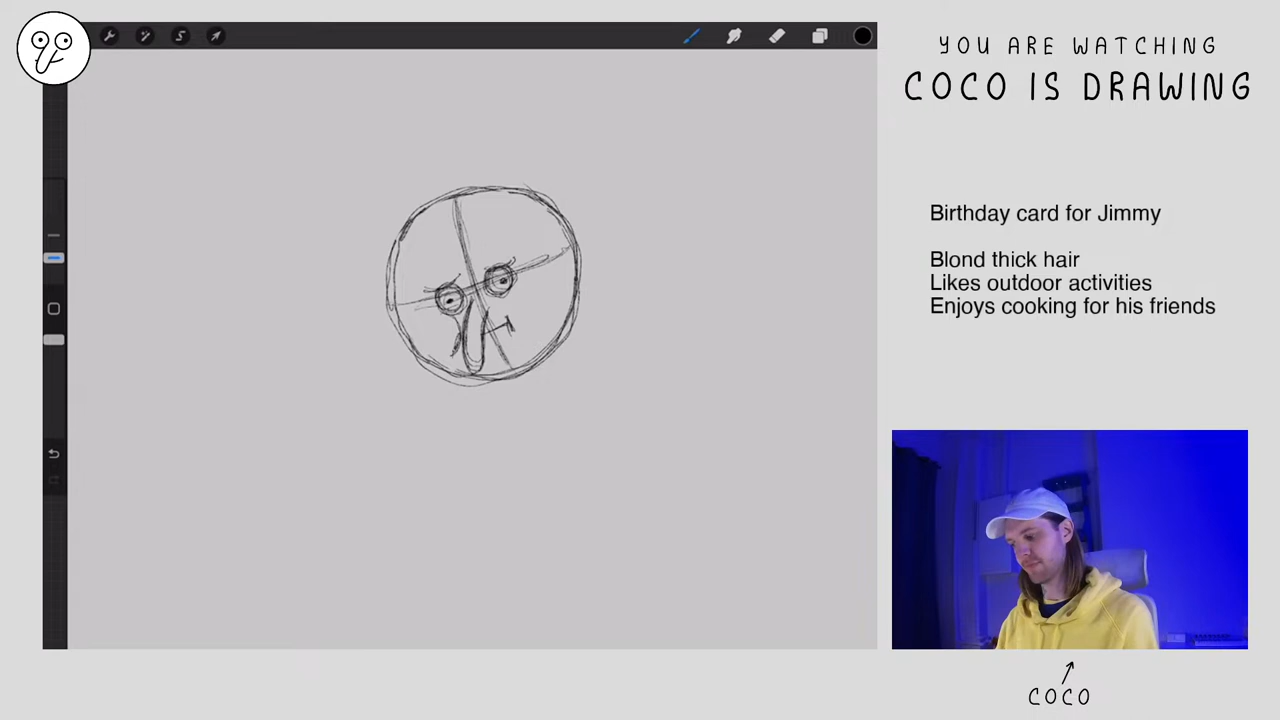 YOU ARE WATCHING
COCO IS DRAWING
Birthday card for Jimmy
Blond thick hair
Likes outdoor activities
Enjoys cooking for his friends
COCO